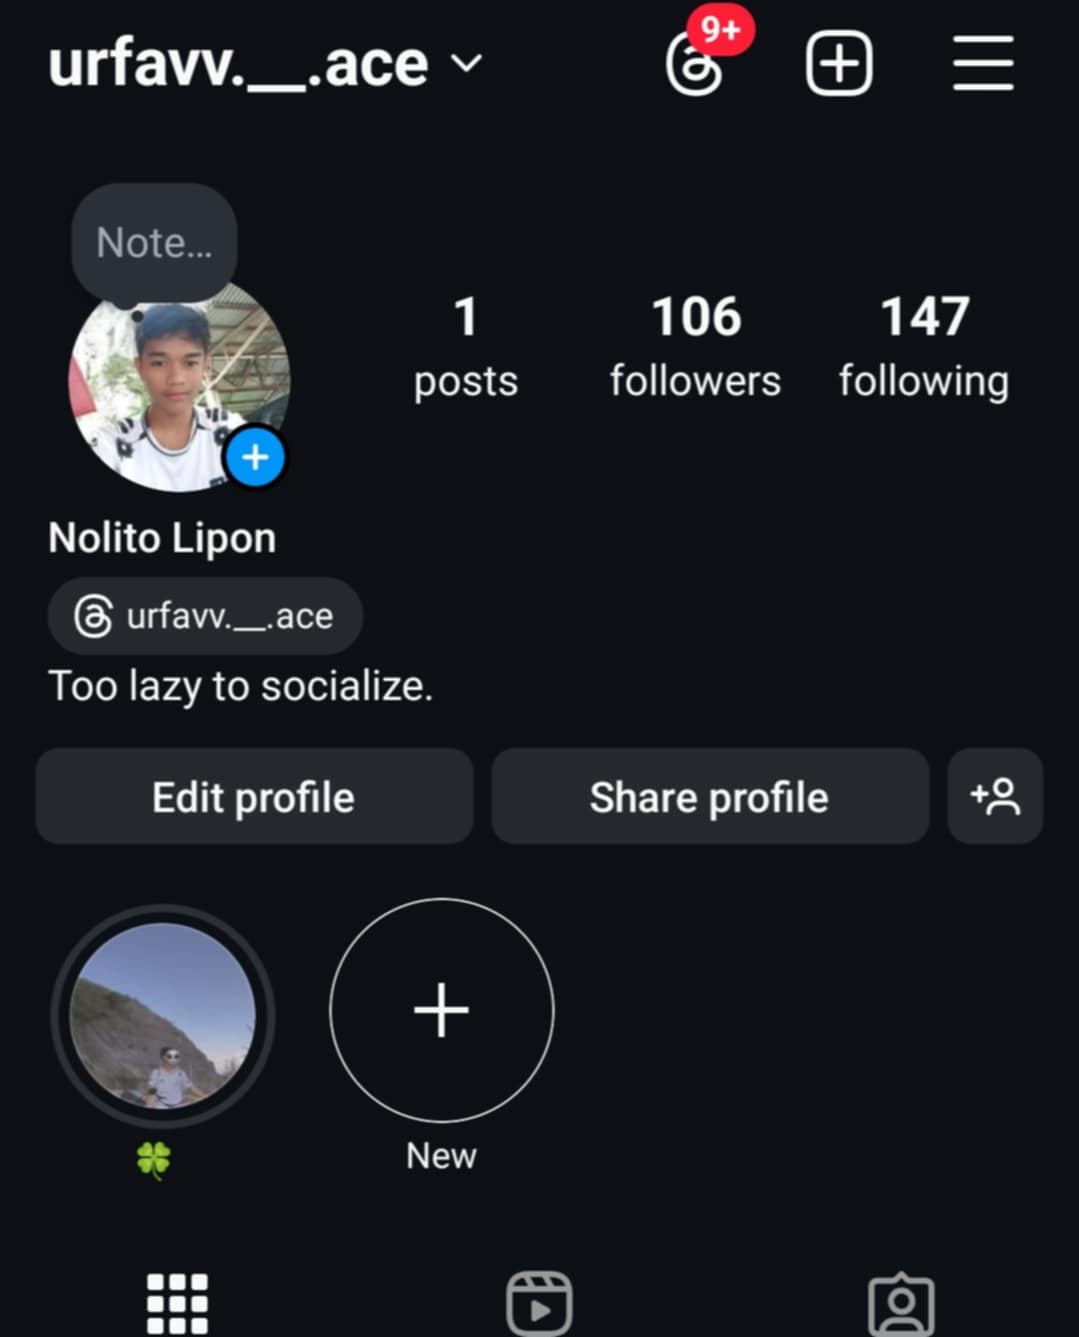 urfavv.__.ace
9+
Note...
1
106
147
posts
followers
following
Nolito Lipon
urfavv.__.ace
Too lazy to socialize.
Edit profile
Share profile
New